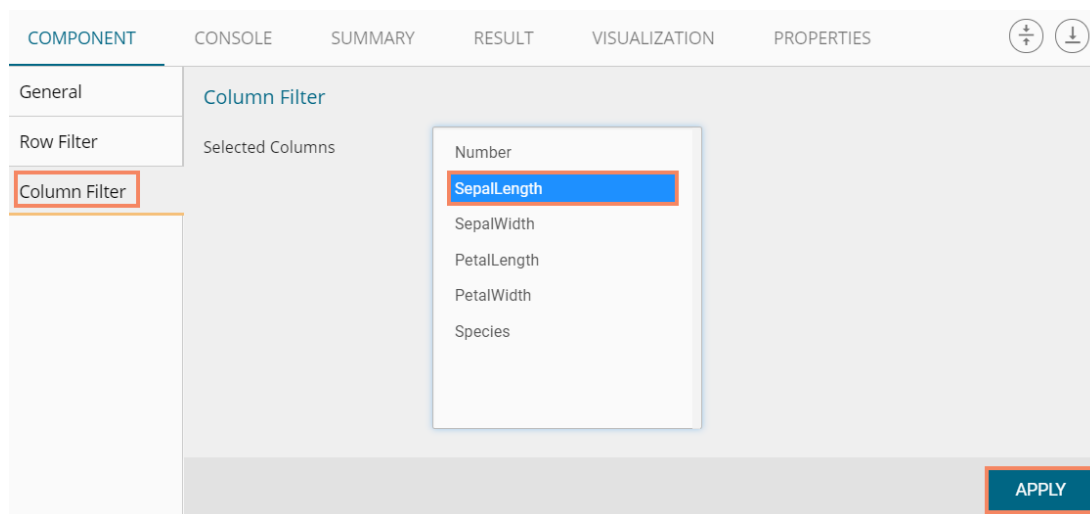 COMPONENT CONSOLE SUMMARY RESULT VISUALIZATION PROPERTIES
General
Row Filter
Column Filter
Column Filter
Selected Columns
Number
SepalLength
SepalWidth
PetalLength
PetalWidth
Species
APPLY